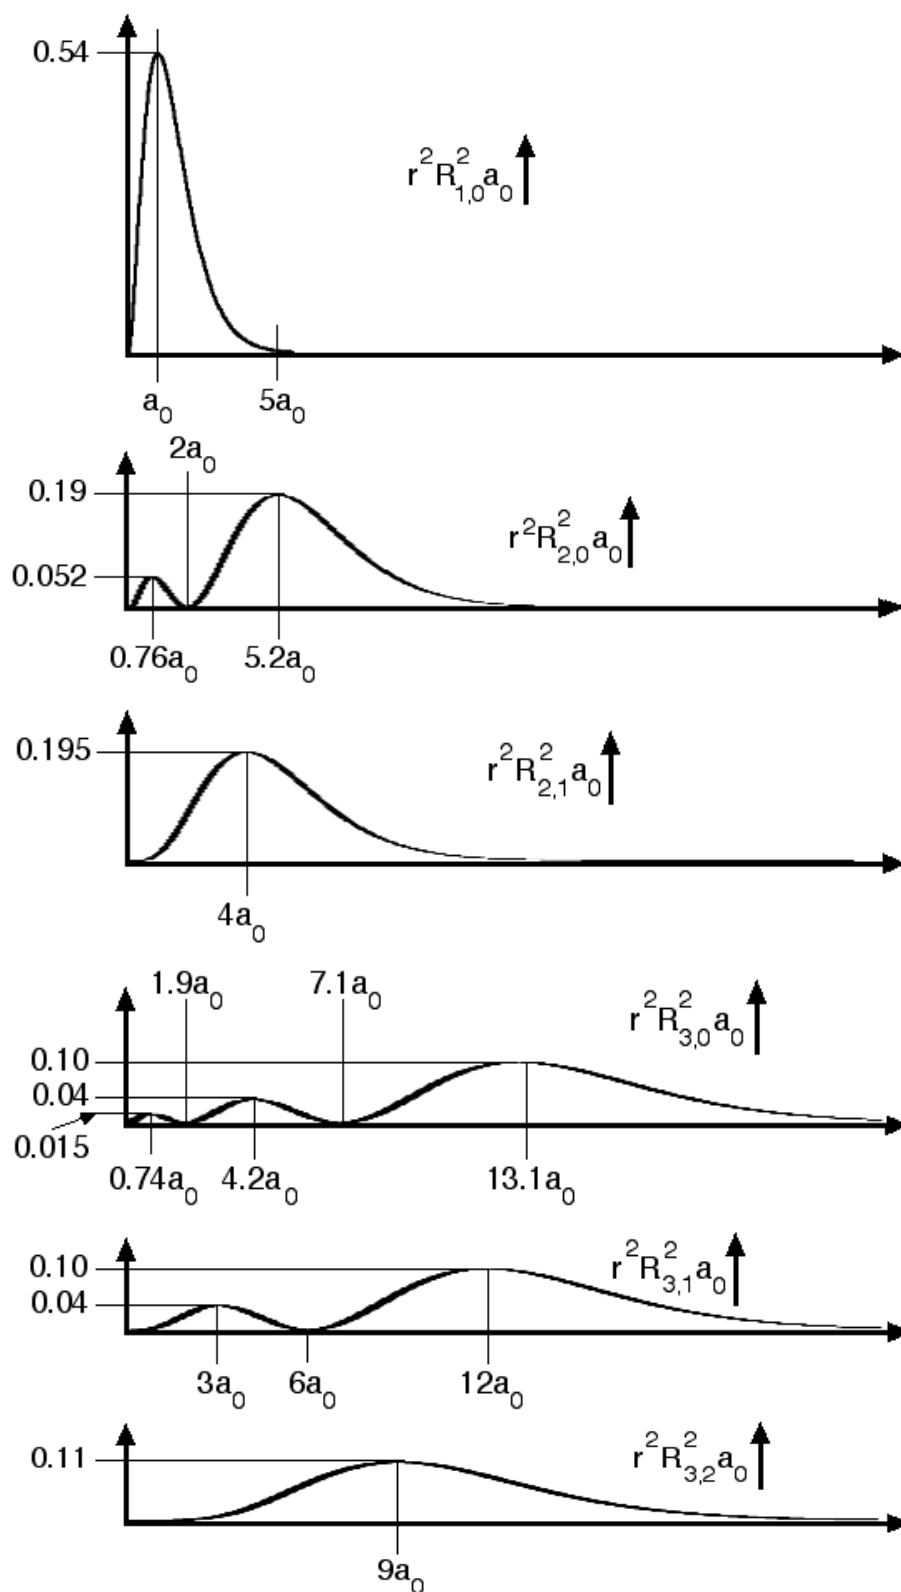 0.54
r²R²₁,₀a₀
a₀ 5a₀
2a₀
0.19
r²R²₂,₀a₀
0.052
0.76a₀ 5.2a₀
0.195
r²R²₂,₁a₀
4a₀
1.9a₀ 7.1a₀
r²R²₃,₀a₀
0.10
0.04
0.015
0.74a₀ 4.2a₀ 13.1a₀
r²R²₃,₁a₀
0.10
0.04
3a₀ 6a₀ 12a₀
r²R²₃,₂a₀
0.11
9a₀